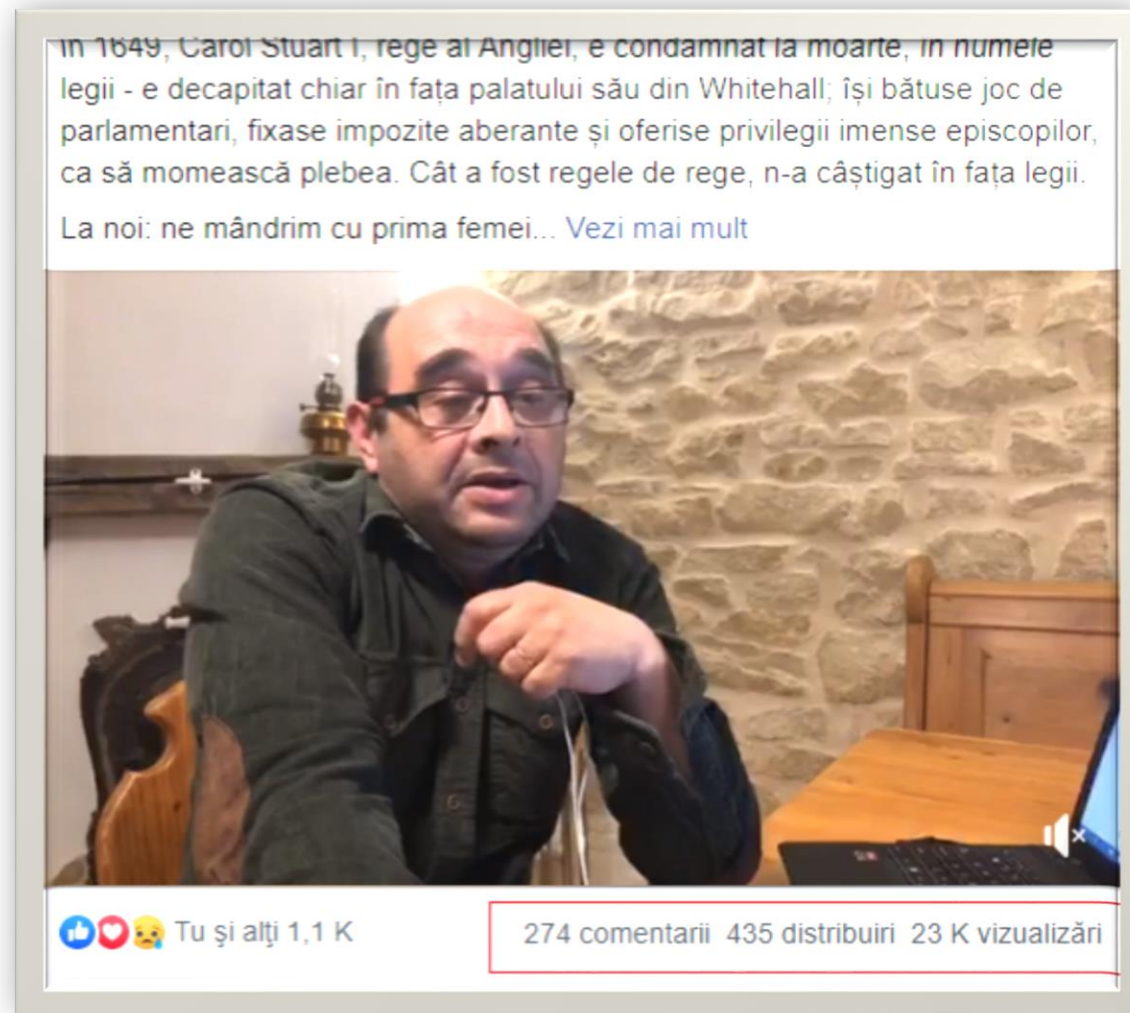 în 1649, Carol Stuart I, rege al Angliei, e condamnat la moarte, în numele
legii - e decapitat chiar în fața palatului său din Whitehall; își bătuse joc de
parlamentari, fixase impozite aberante și oferise privilegii imense episcopilor,
ca să momească plebea. Cât a fost regele de rege, n-a câștigat în fața legii.
La noi: ne mândrim cu prima femei... Vezi mai mult
Tu şi alţi 1,1 K
274 comentarii 435 distribuiri 23 K vizualizări